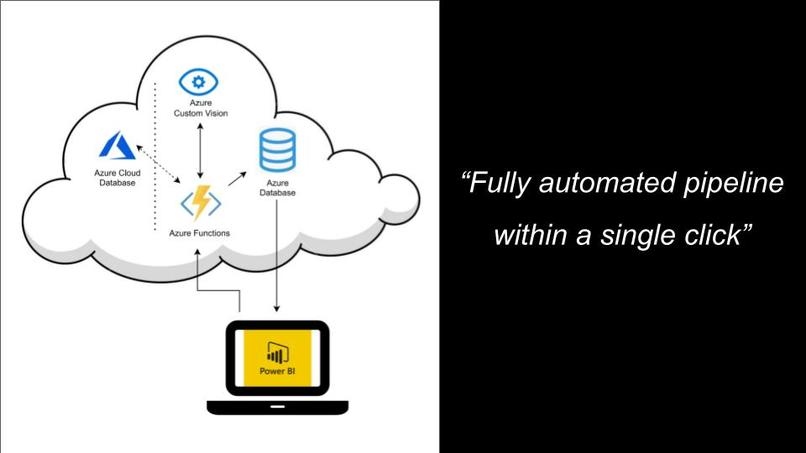 Azure
Custom Vision
Azure Cloud
Database
Azure
Database
Azure Functions
Power BI
“Fully automated pipeline
within a single click”